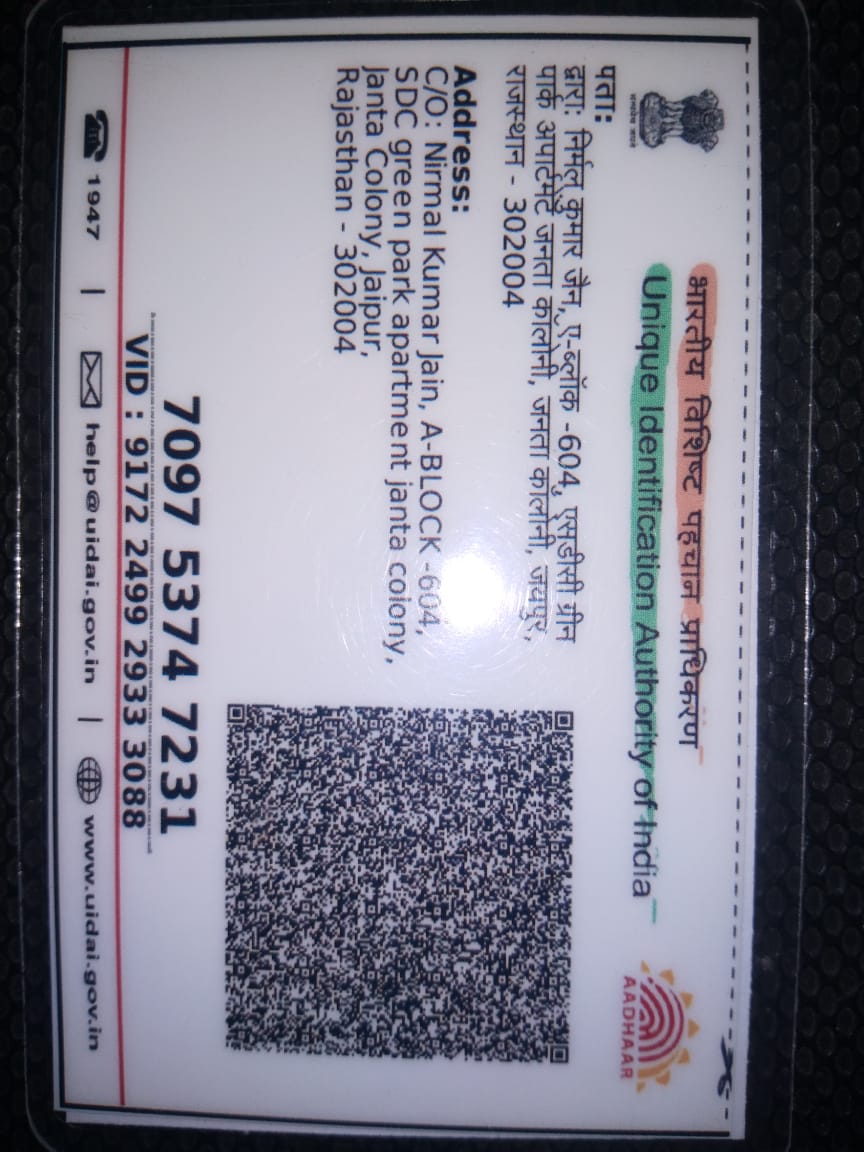 भारतीय विशिष्ट पहचान प्राधिकरण
Unique Identification Authority of India
AADHAAR
पता:
द्वारा: निर्मल कुमार जैन, ए-ब्लॉक -604, एसडीसी ग्रीन
पार्क अपार्टमेंट जनता कॉलोनी, जनता कॉलोनी, जयपुर,
राजस्थान - 302004
Address:
C/O: Nirmal Kumar Jain, A-BLOCK -604,
SDC green park apartment janta colony,
Janta Colony, Jaipur,
Rajasthan - 302004
7097 5374 7231
VID : 9172 2499 2933 3088
1947 | help@uidai.gov.in | www.uidai.gov.in